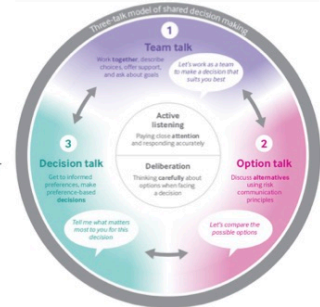 Three-talk model of shared decision making
1
Team talk
Work together, describe
choices, offer support,
and ask about goals
Let's work as a team
to make a decision that
suits you best
Active
listening
Paying close attention
and responding accurately
Deliberation
Thinking carefully about
options when facing
a decision
3
Decision talk
Get to informed
preferences, make
preference-based
decisions
Tell me what matters
most to you for this
decision
2
Option talk
Discuss alternatives
using risk
communication
principles
Let's compare the
possible options